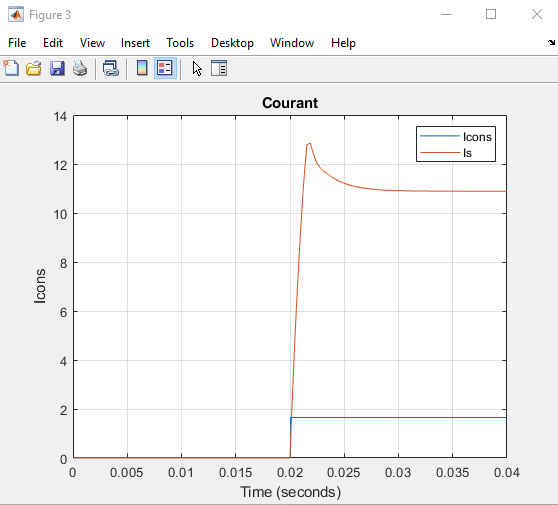 Figure 3
File Edit View Insert Tools Desktop Window Help
Courant
14
12
10
8
6
4
2
0
Icons
Icons
Is
0 0.005 0.01 0.015 0.02 0.025 0.03 0.035 0.04
Time (seconds)